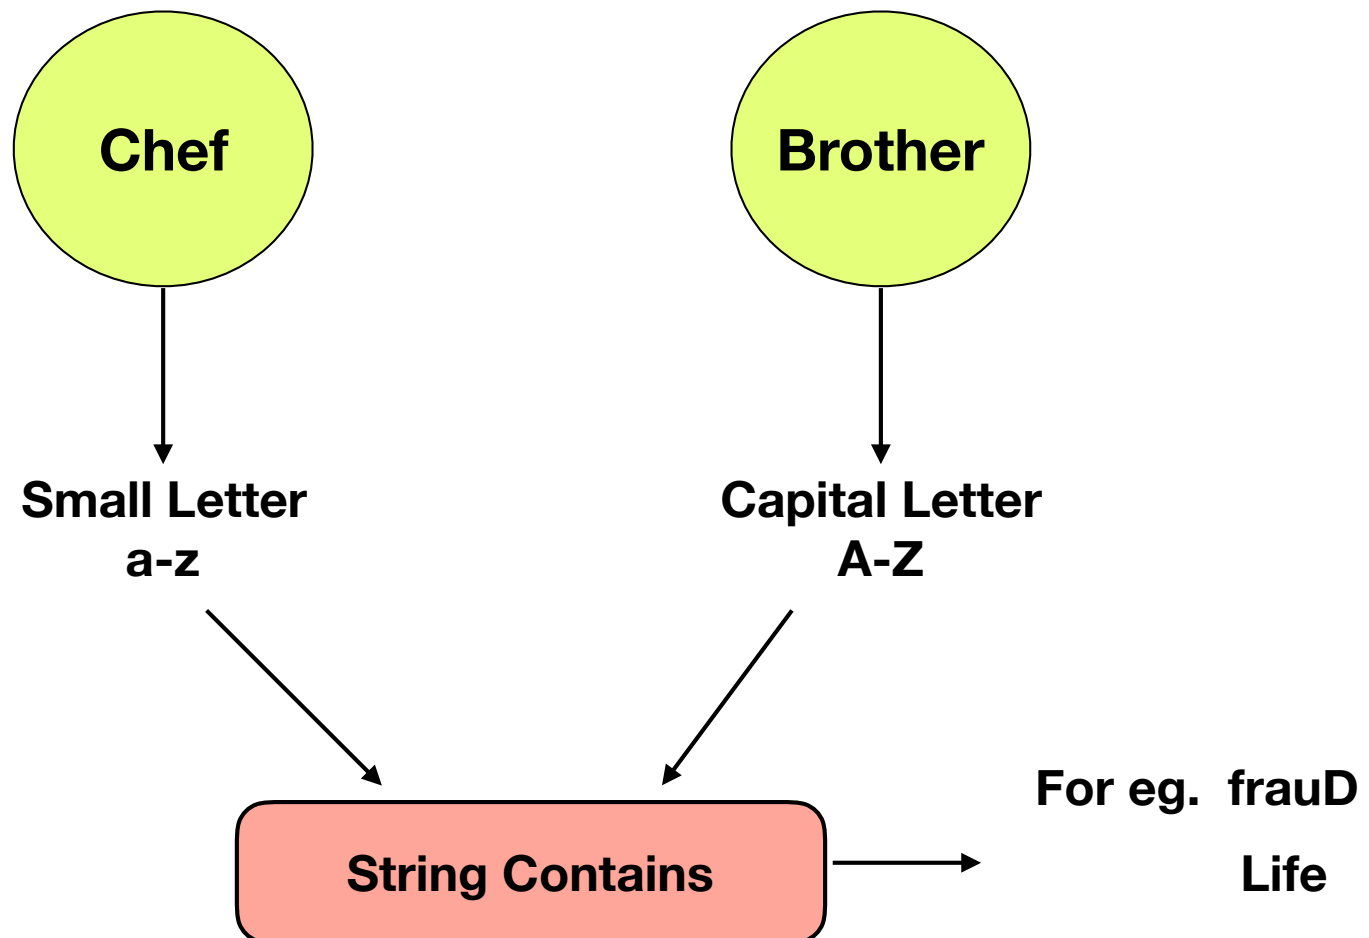 Chef
Brother
Small Letter
a-z
Capital Letter
A-Z
For eg. frauD
Life
String Contains